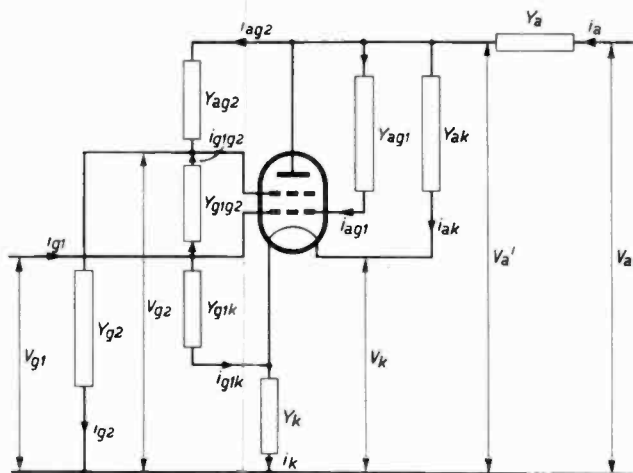 iag2
Ya
ia
Yag2
ig1g2
Yag1
Yak
Yg1g2
iag1
iak
ig1
Va'
Va
Vg1
Yg2
Vg2
Yg1k
Vk
ig1k
ig2
Yk
ik